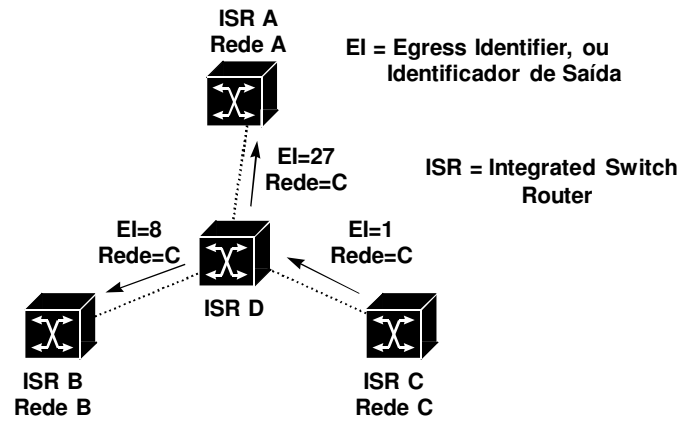 ISR A
Rede A
EI = Egress Identifier, ou
Identificador de Saída
EI=27
Rede=C
ISR = Integrated Switch
Router
EI=8
Rede=C
EI=1
Rede=C
ISR D
ISR B
Rede B
ISR C
Rede C